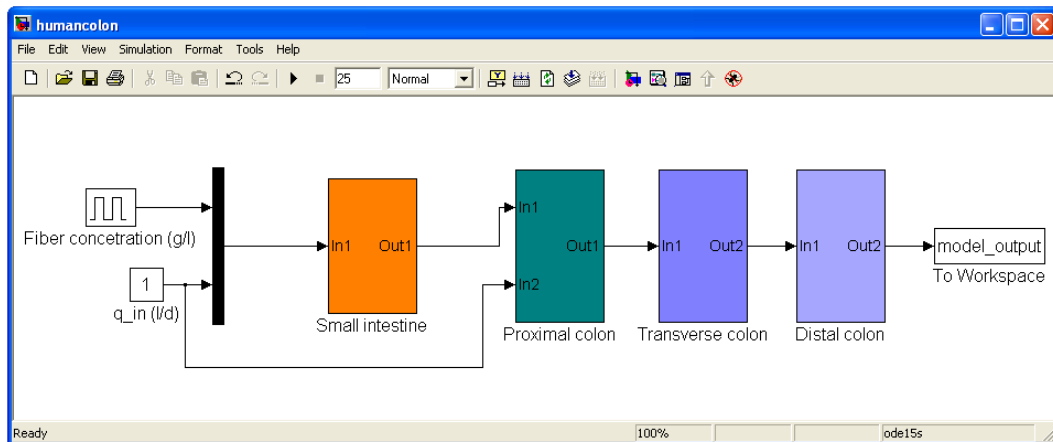 humancolon
File Edit View Simulation Format Tools Help
25 Normal
Fiber concetration (g/l)
1
q_in (l/d)
In1 Out1
Small intestine
In1
Out1
In2
Proximal colon
In1 Out2
Transverse colon
In1 Out2
Distal colon
model_output
To Workspace
Ready 100% ode15s